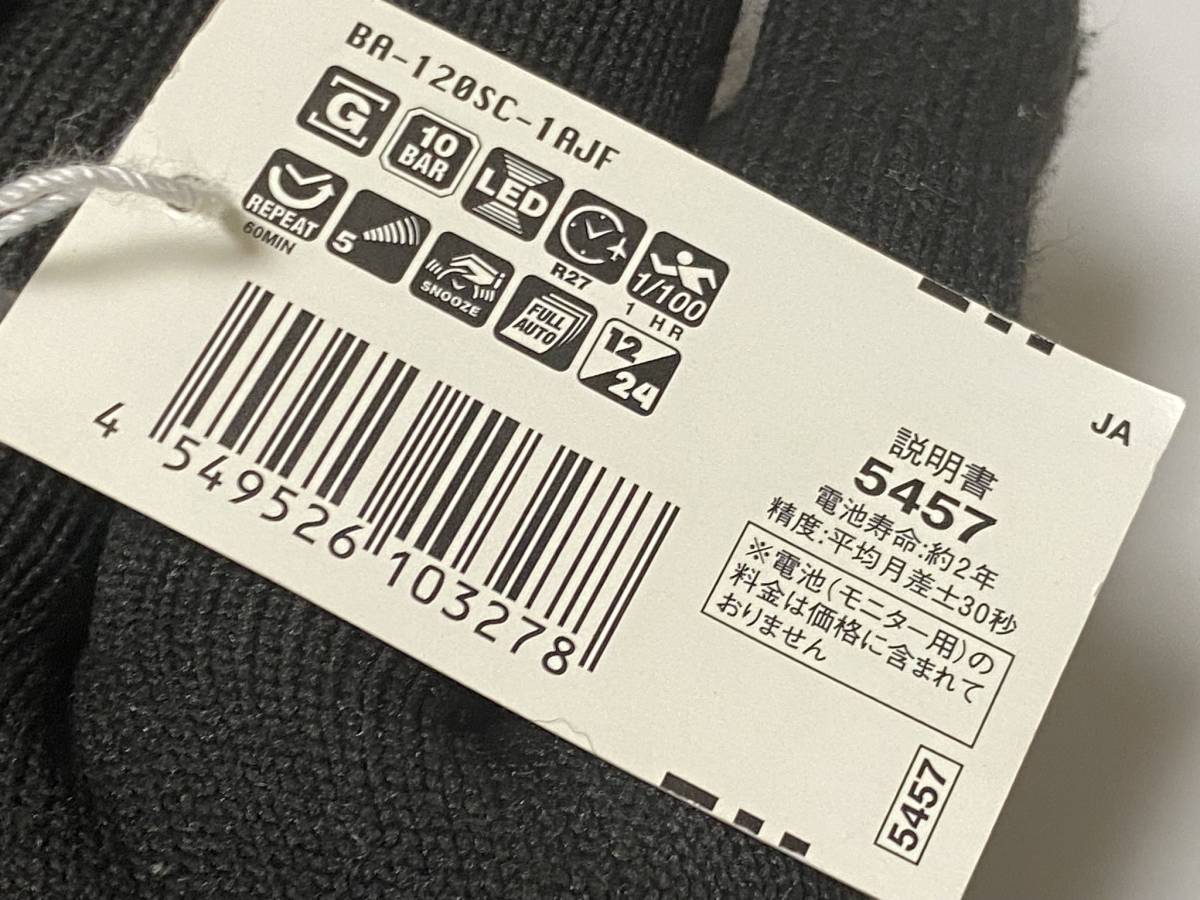 BA-120SC-1AJF
G
10
BAR
LED
R27
1/100
1 HR
REPEAT
60MIN
5
SNOOZE
FULL
AUTO
12/24
4 549526 103278
JA
説明書
5457
電池寿命:約2年
精度:平均月差±30秒
※電池(モニター用)の
料金は価格に含まれて
おりません
5457